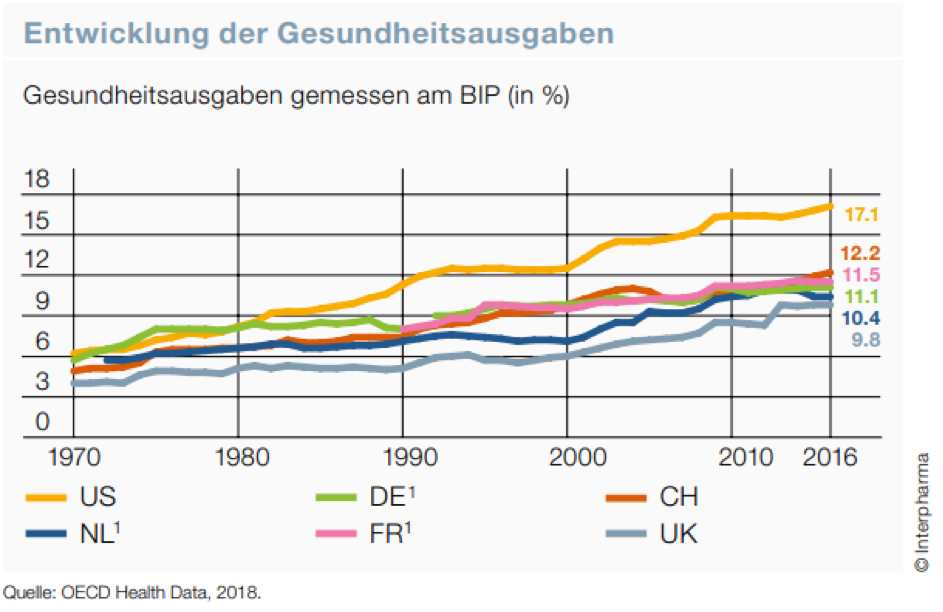 Entwicklung der Gesundheitsausgaben
Gesundheitsausgaben gemessen am BIP (in %)
18
15
12
9
6
3
0
17.1
12.2
11.5
11.1
10.4
9.8
1970 1980 1990 2000 2010 2016
US DE¹ CH
NL¹ FR¹ UK
© Interpharma
Quelle: OECD Health Data, 2018.